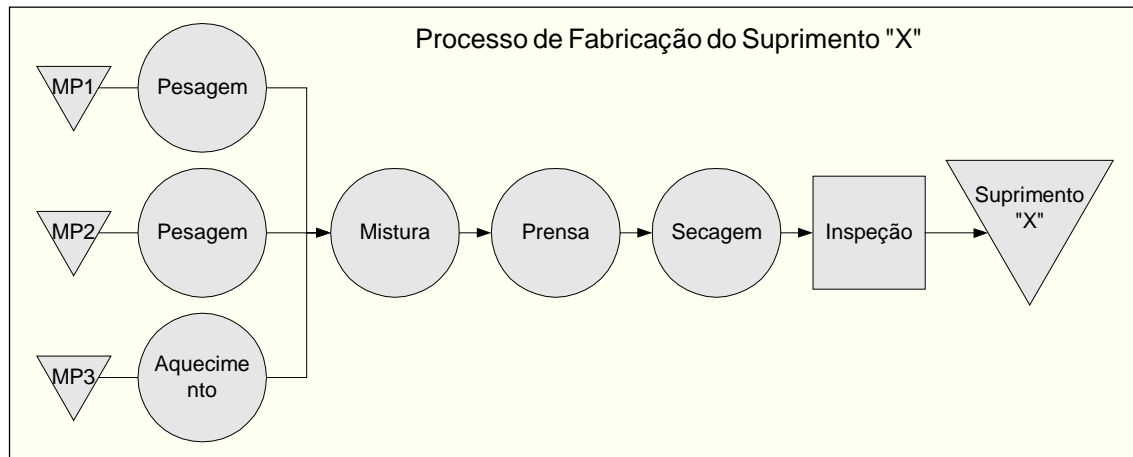 Processo de Fabricação do Suprimento "X"
MP1
Pesagem
MP2
Pesagem
Mistura
Prensa
Secagem
Inspeção
Suprimento
"X"
MP3
Aquecime
nto